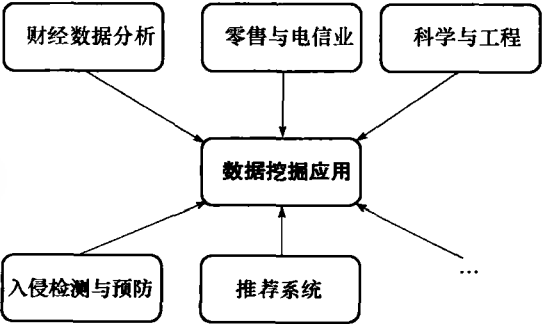 财经数据分析
零售与电信业
科学与工程
数据挖掘应用
入侵检测与预防
推荐系统
…